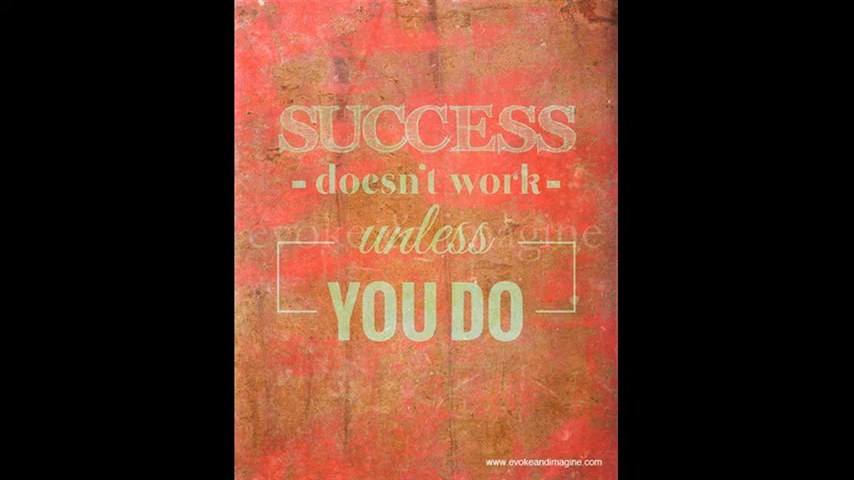 SUCCESS
- doesn't work -
unless
evokeandimagine
YOU DO
www.evokeandimagine.com